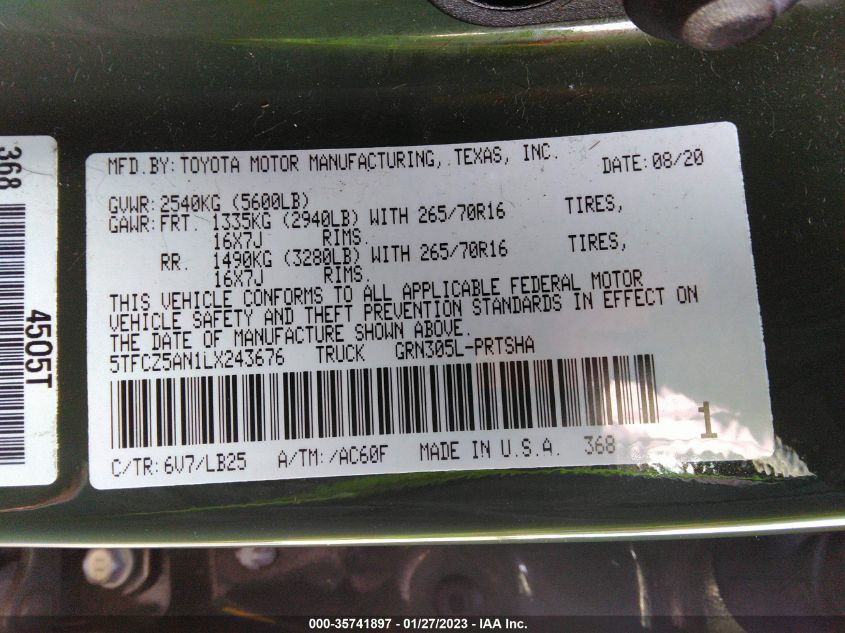 MFD.BY:TOYOTA MOTOR MANUFACTURING, TEXAS, INC. DATE:08/20
GVWR:2540KG (5600LB)
GAWR:FRT. 1335KG (2940LB) WITH 265/70R16 TIRES,
16X7J RIMS.
RR. 1490KG (3280LB) WITH 265/70R16 TIRES,
16X7J RIMS.
THIS VEHICLE CONFORMS TO ALL APPLICABLE FEDERAL MOTOR
VEHICLE SAFETY AND THEFT PREVENTION STANDARDS IN EFFECT ON
THE DATE OF MANUFACTURE SHOWN ABOVE.
5TFCZ5AN1LX243676 TRUCK GRN305L-PRTSHA
C/TR:6V7/LB25 A/TM:/AC60F MADE IN U.S.A. 368
1
368
4505T
000-35741897 / 01/27/2023 - IAA Inc.